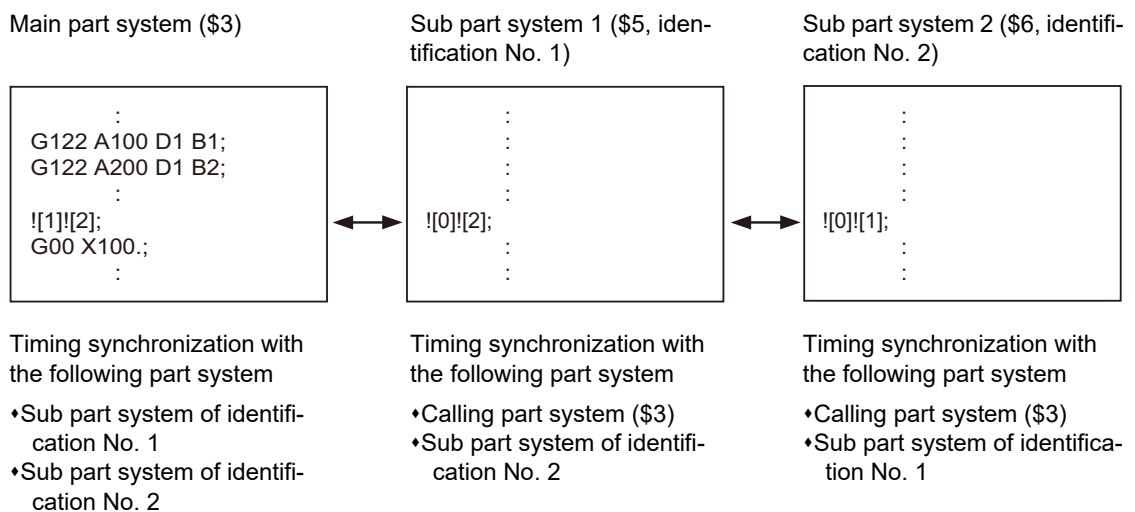 Main part system ($3)
Sub part system 1 ($5, iden-
tification No. 1)
Sub part system 2 ($6, identifi-
cation No. 2)
:
G122 A100 D1 B1;
G122 A200 D1 B2;
:
![1]![2];
G00 X100.;
:
:
:
:
:
![0]![2];
:
:
:
:
:
:
![0]![1];
:
:
Timing synchronization with
the following part system
⬩Sub part system of identifi-
cation No. 1
⬩Sub part system of identifi-
cation No. 2
Timing synchronization with
the following part system
⬩Calling part system ($3)
⬩Sub part system of identifi-
cation No. 2
Timing synchronization with
the following part system
⬩Calling part system ($3)
⬩Sub part system of identifica-
tion No. 1